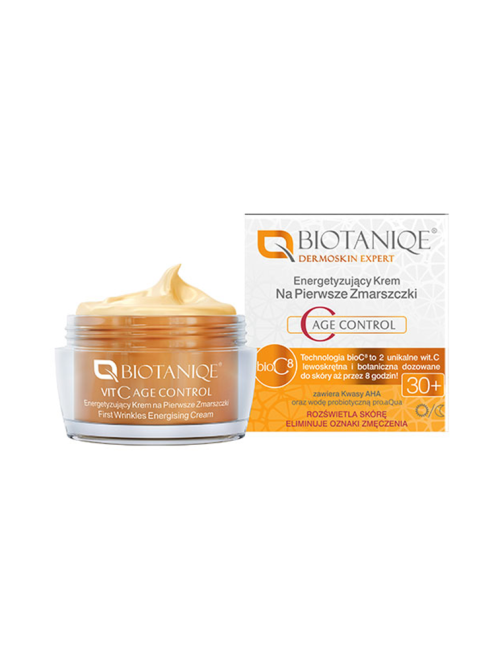 BIOTANIQE
VIT C AGE CONTROL
Energetyzujący Krem na Pierwsze Zmarszczki
First Wrinkles Energising Cream
BIOTANIQE®
DERMOSKIN EXPERT
Energetyzujący Krem
Na Pierwsze Zmarszczki
C AGE CONTROL
bioC8
Technologia bioC⁸ to 2 unikalne wit.C
lewoskrętna i botaniczna dozowane
do skóry aż przez 8 godzin!
30+
zawiera Kwasy AHA
oraz wodę probiotyczną pro.aQua
ROZŚWIETLA SKÓRĘ
ELIMINUJE OZNAKI ZMĘCZENIA